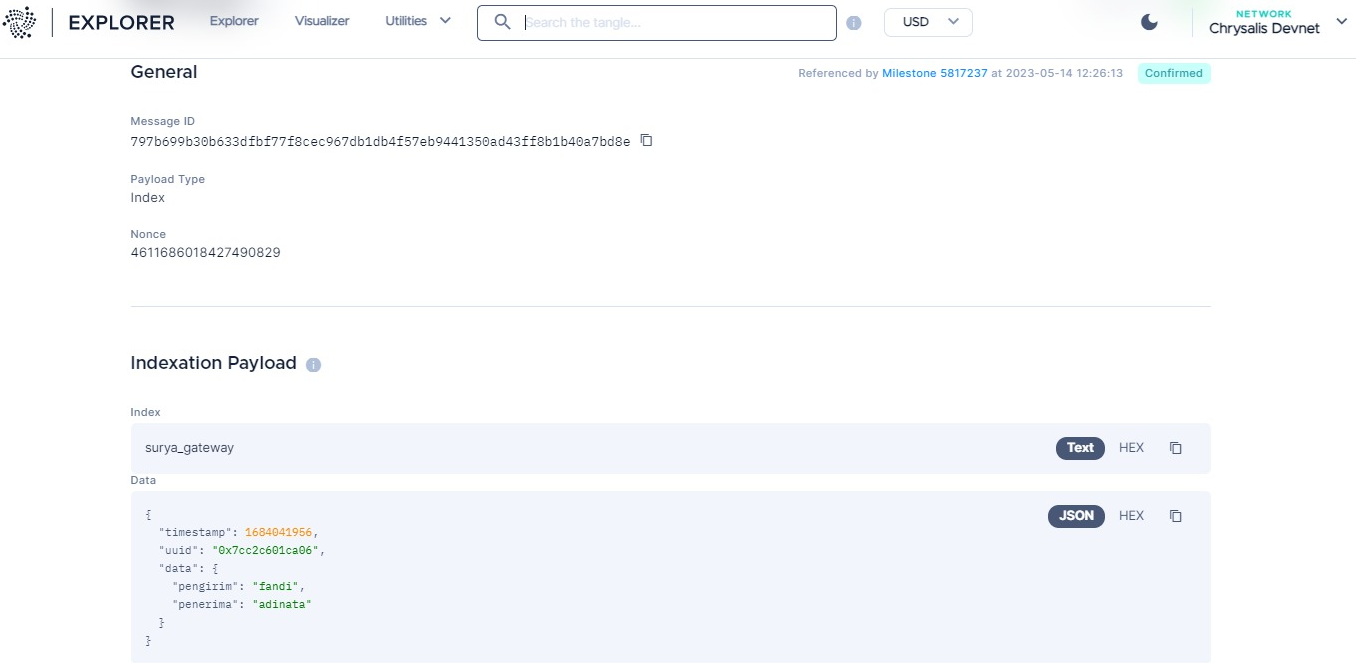 EXPLORER Explorer Visualizer Utilities Search the tangle... USD NETWORK Chrysalis Devnet
General Referenced by Milestone 5817237 at 2023-05-14 12:26:13 Confirmed
Message ID
797b699b30b633dfbf77f8cec967db1db4f57eb9441350ad43ff8b1b40a7bd8e
Payload Type
Index
Nonce
4611686018427490829
Indexation Payload
Index
surya_gateway Text HEX
Data
{ JSON HEX
"timestamp": 1684041956,
"uuid": "0x7cc2c601ca06",
"data": {
"pengirim": "fandi",
"penerima": "adinata"
}
}